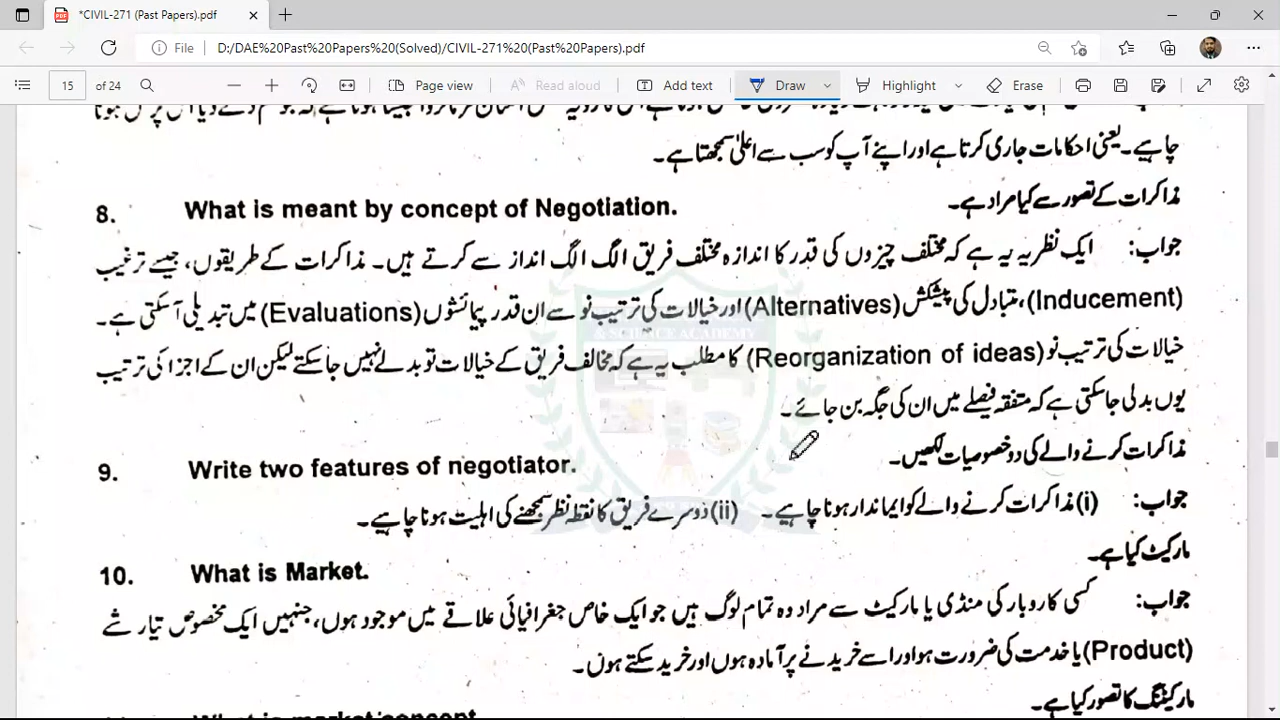 *CIVIL-271 (Past Papers).pdf
File D:/DAE%20Past%20Papers%20(Solved)/CIVIL-271%20(Past%20Papers).pdf
15 of 24 Page view Read aloud Add text Draw Highlight Erase
چاہیے۔ یعنی احکامات جاری کرتا ہے اور اپنے آپ کو سب سے اعلیٰ سمجھتا ہے۔
8. What is meant by concept of Negotiation. مذاکرات کے تصور سے کیا مراد ہے۔
جواب: ایک نظریہ یہ ہے کہ مختلف چیزوں کی قدر کا اندازہ مختلف فریق الگ الگ انداز سے کرتے ہیں۔ مذاکرات کے طریقوں، جیسے ترغیب
(Inducement)، متبادل کی پیشکش (Alternatives) اور خیالات کی ترتیب نو سے ان قدر پیمائشوں (Evaluations) میں تبدیلی آ سکتی ہے۔
خیالات کی ترتیب نو (Reorganization of ideas) کا مطلب یہ ہے کہ مخالف فریق کے خیالات تو بدلے نہیں جا سکتے لیکن ان کے اجزا کی ترتیب
یوں بدلی جا سکتی ہے کہ متفقہ فیصلے میں ان کی جگہ بن جائے۔
9. Write two features of negotiator. مذاکرات کرنے والے کی دو خصوصیات لکھیں۔
جواب: (i) مذاکرات کرنے والے کو ایماندار ہونا چاہیے۔ (ii) دوسرے فریق کا نقطہ نظر سمجھنے کی اہلیت ہونا چاہیے۔
10. What is Market. مارکیٹ کیا ہے۔
جواب: کسی کاروبار کی منڈی یا مارکیٹ سے مراد وہ تمام لوگ ہیں جو ایک خاص جغرافیائی علاقے میں موجود ہوں، جنہیں ایک مخصوص تیار شے
(Product) یا خدمت کی ضرورت ہو اور اسے خریدنے پر آمادہ ہوں اور خرید سکتے ہوں۔
What is market concept مارکیٹنگ کا تصور کیا ہے۔
SCIENCE ACADEMY